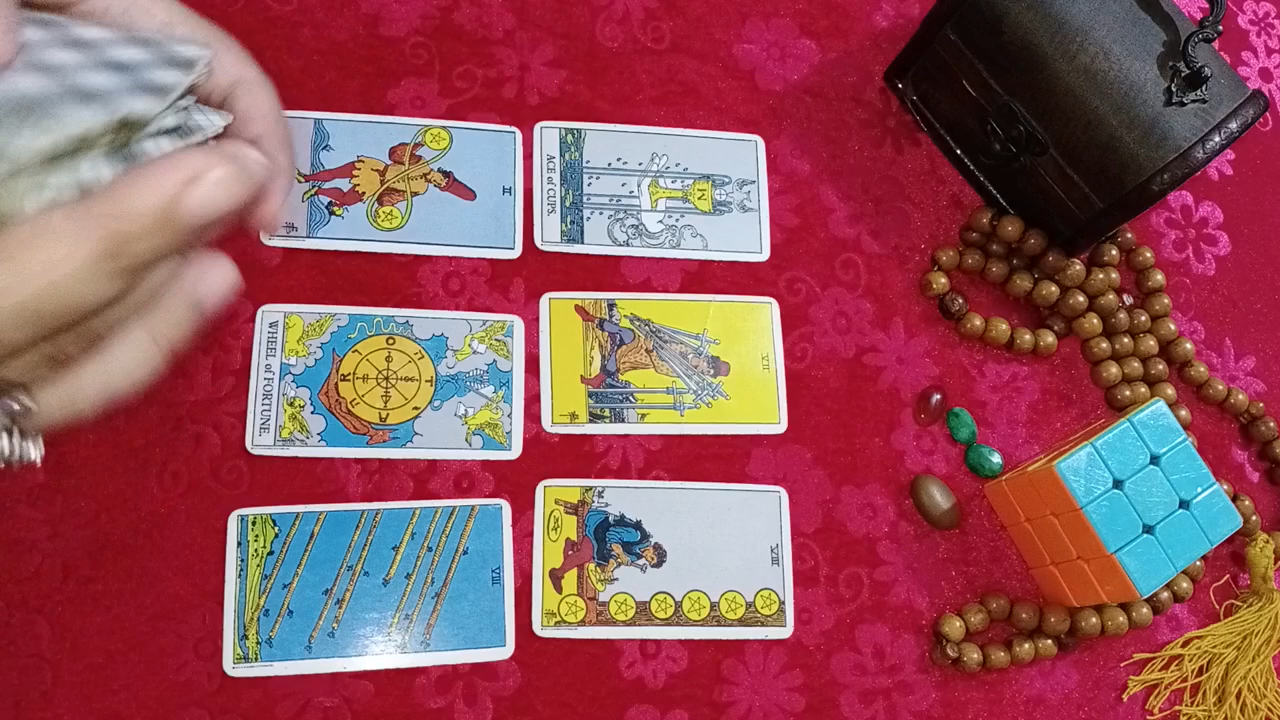 II
ACE of CUPS.
WHEEL of FORTUNE.
X
T
A
R
O
VII
VIII
VIII